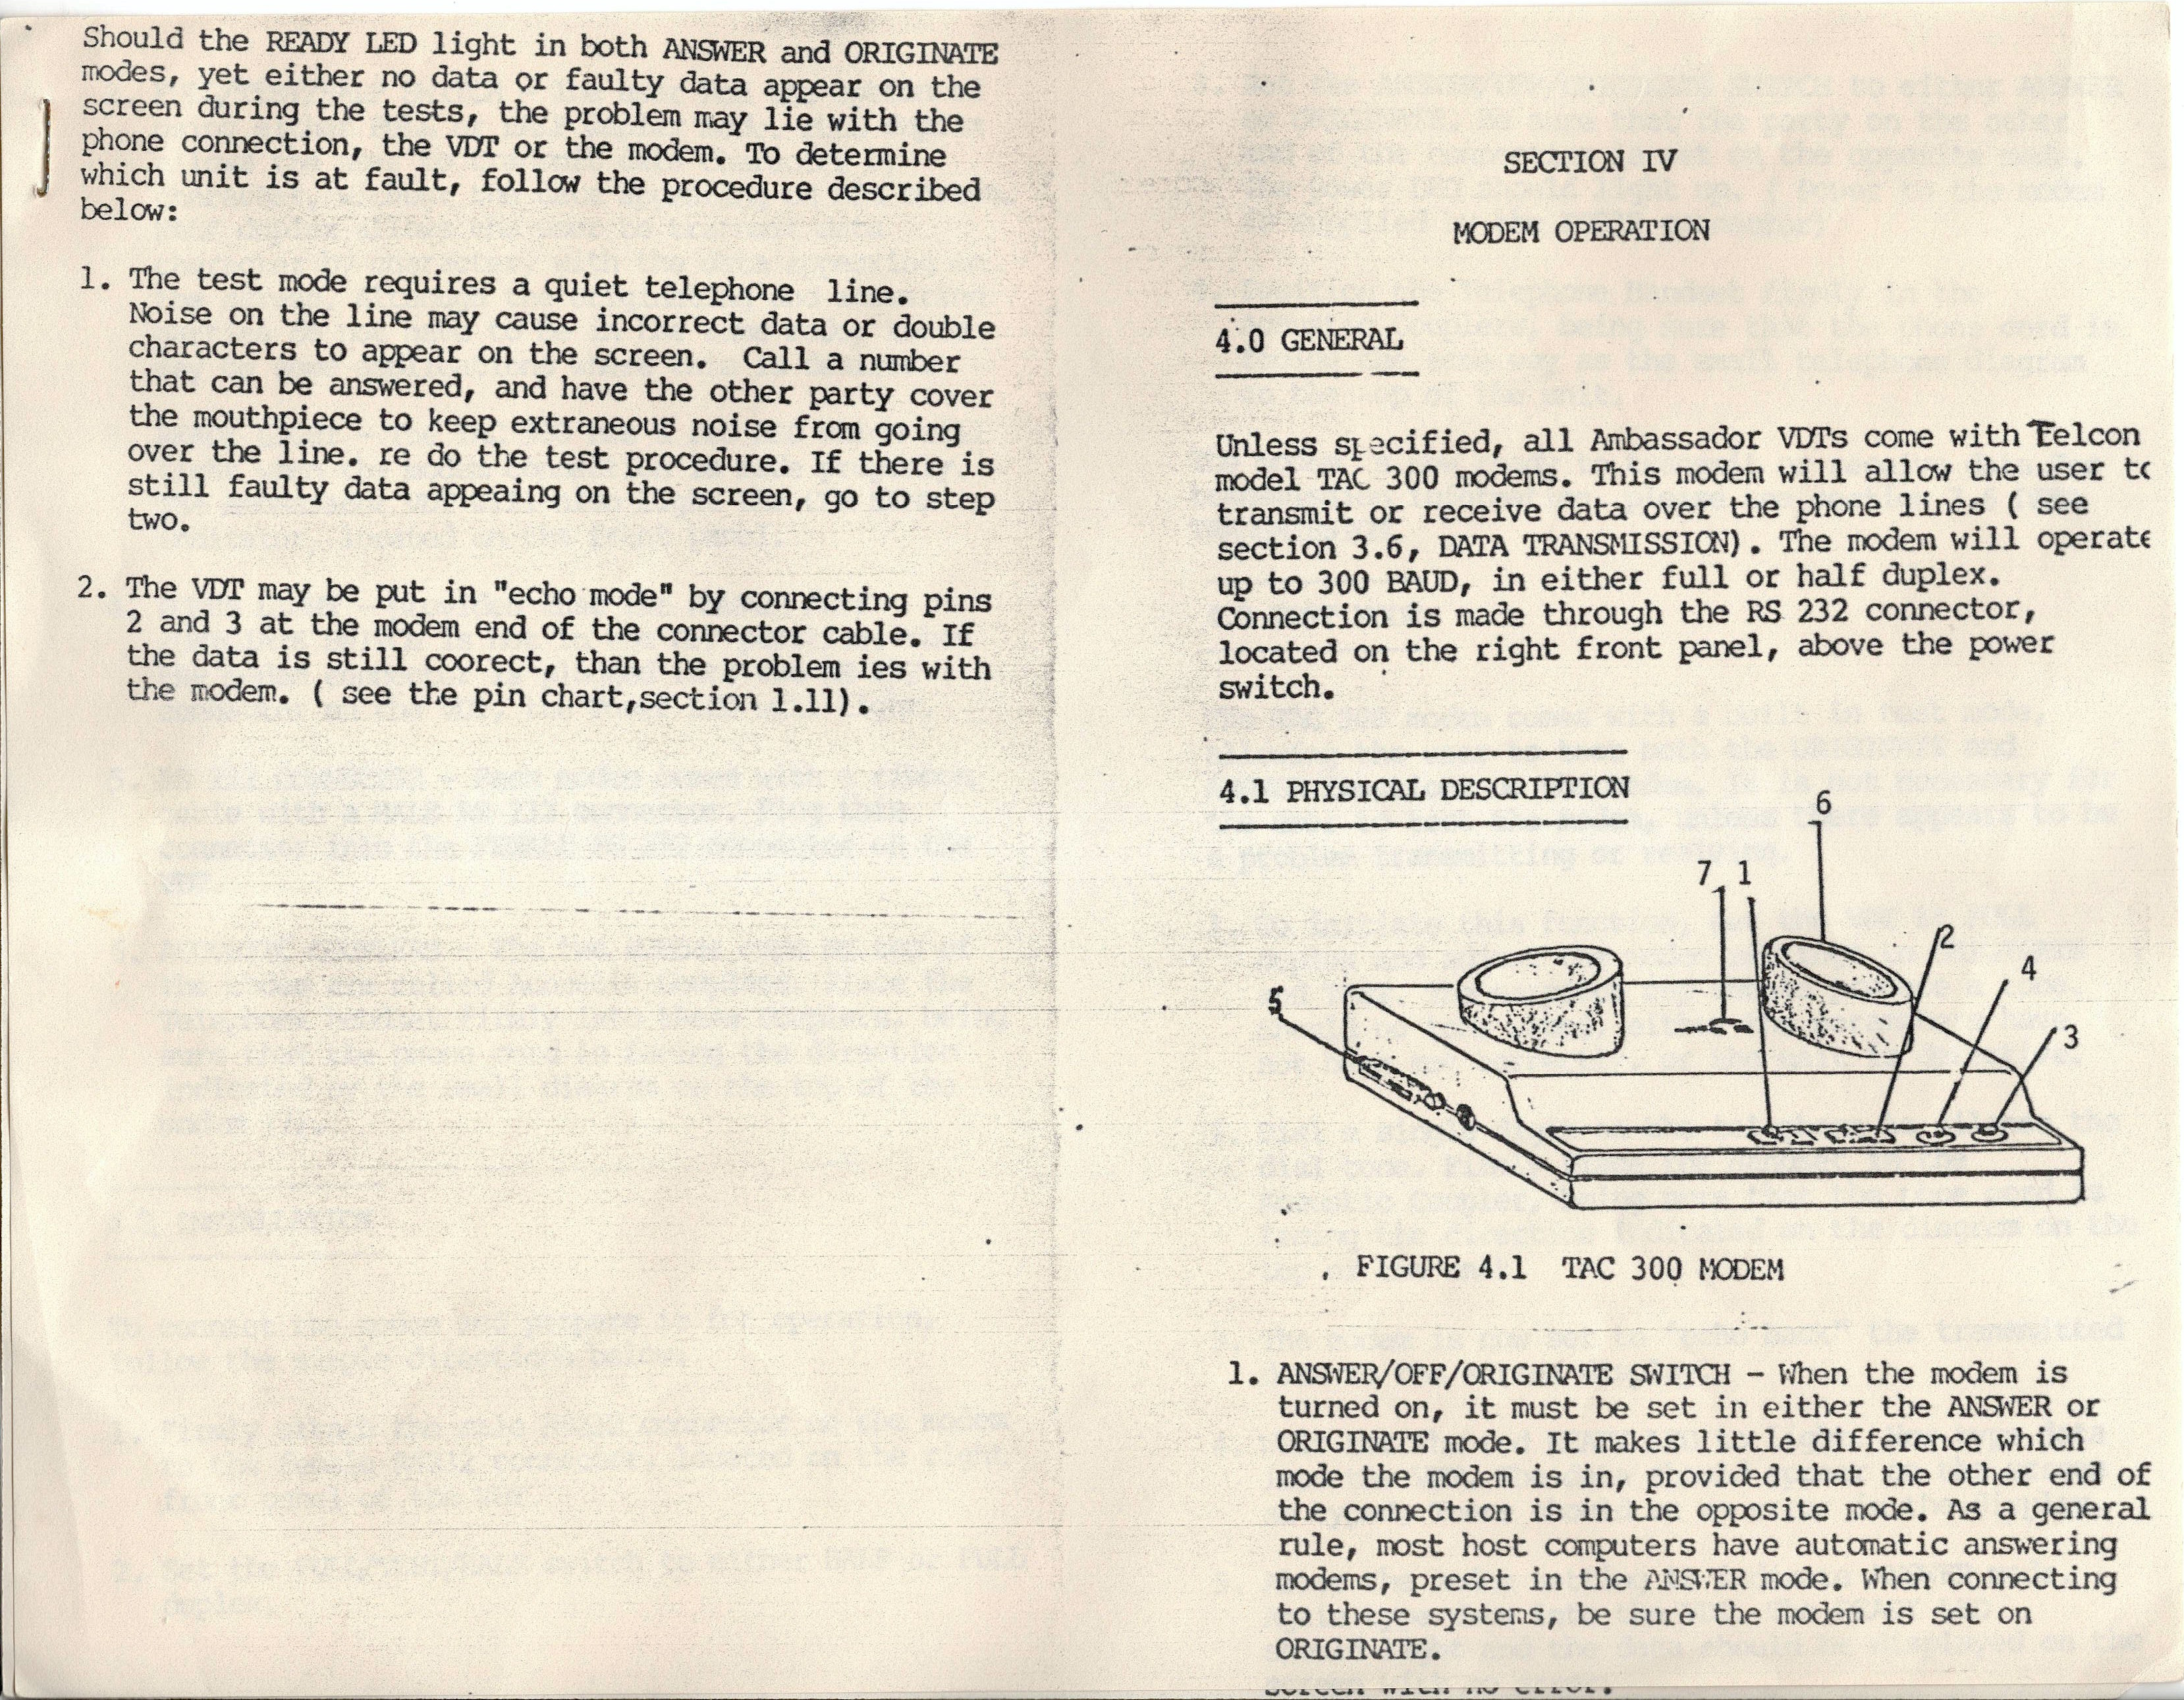 Should the READY LED light in both ANSWER and ORIGINATE
modes, yet either no data or faulty data appear on the
screen during the tests, the problem may lie with the
phone connection, the VDT or the modem. To determine
which unit is at fault, follow the procedure described
below:
1. The test mode requires a quiet telephone line.
Noise on the line may cause incorrect data or double
characters to appear on the screen. Call a number
that can be answered, and have the other party cover
the mouthpiece to keep extraneous noise from going
over the line. re do the test procedure. If there is
still faulty data appeaing on the screen, go to step
two.
2. The VDT may be put in "echo mode" by connecting pins
2 and 3 at the modem end of the connector cable. If
the data is still coorect, than the problem ies with
the modem. ( see the pin chart,section 1.11).
SECTION IV
MODEM OPERATION
4.0 GENERAL
Unless specified, all Ambassador VDTs come with Telcon
model TAC 300 modems. This modem will allow the user to
transmit or receive data over the phone lines ( see
section 3.6, DATA TRANSMISSION). The modem will operate
up to 300 BAUD, in either full or half duplex.
Connection is made through the RS 232 connector,
located on the right front panel, above the power
switch.
4.1 PHYSICAL DESCRIPTION
6
7 1
2
4
5
3
FIGURE 4.1 TAC 300 MODEM
1. ANSWER/OFF/ORIGINATE SWITCH - When the modem is
turned on, it must be set in either the ANSWER or
ORIGINATE mode. It makes little difference which
mode the modem is in, provided that the other end of
the connection is in the opposite mode. As a general
rule, most host computers have automatic answering
modems, preset in the ANSWER mode. When connecting
to these systems, be sure the modem is set on
ORIGINATE.
screen with no error.